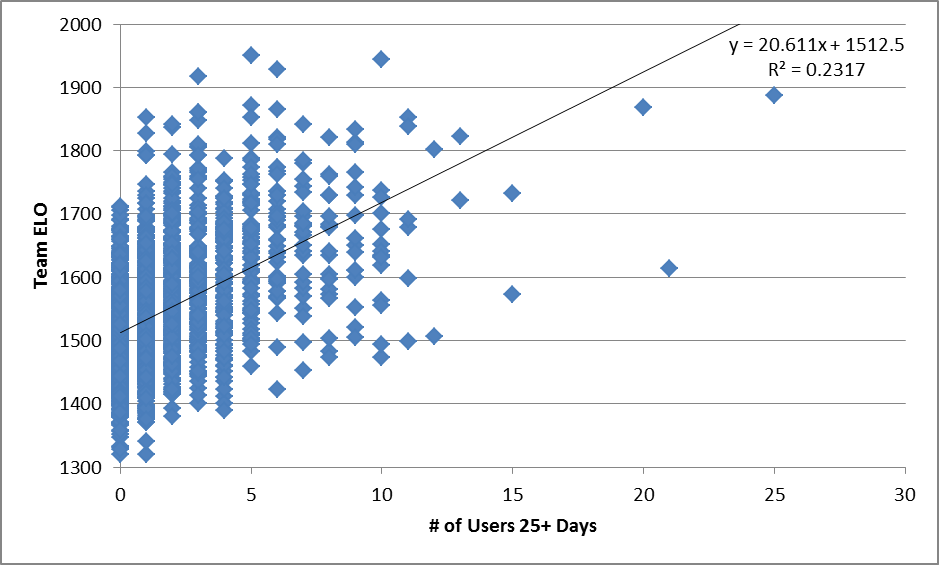 2000
1900
1800
1700
1600
1500
1400
1300
Team ELO
y = 20.611x + 1512.5
R² = 0.2317
0 5 10 15 20 25 30
# of Users 25+ Days